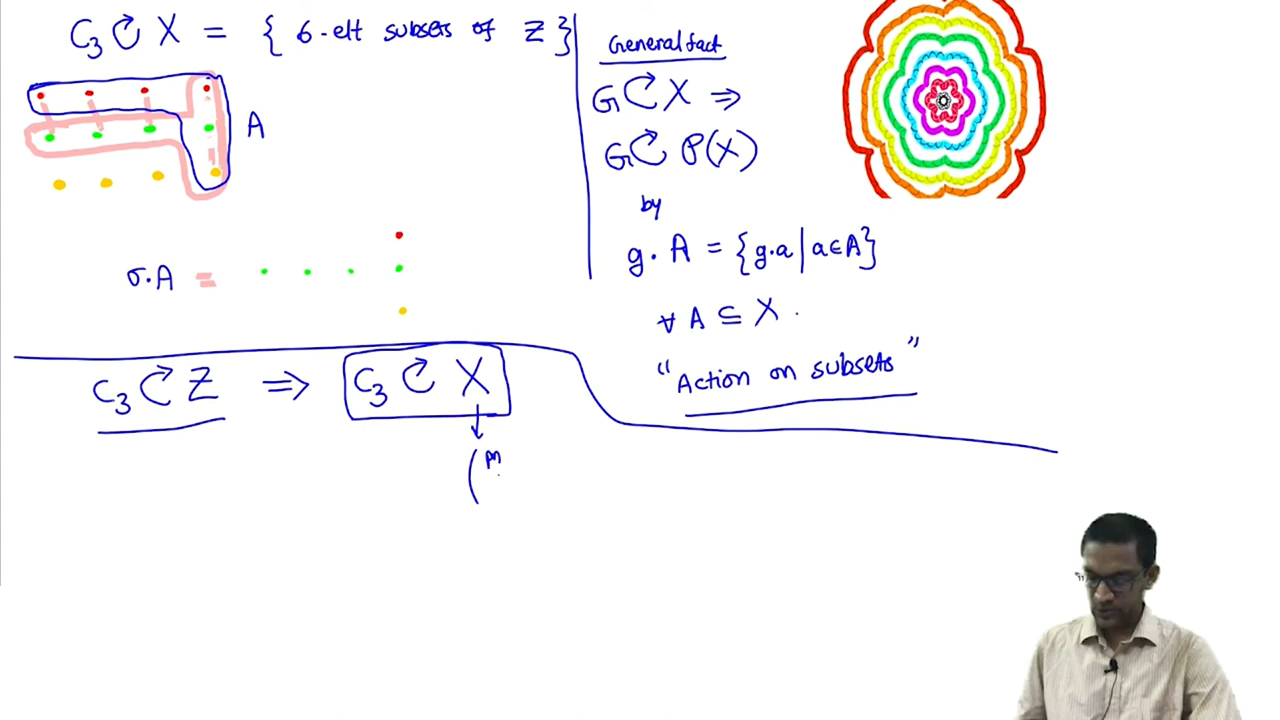 C₃ ↻ X = { 6-elt subsets of Z }
A
σ.A =
General fact
G ↻ X ⇒
G ↻ P(X)
by
g. A = {g.a | a∈A}
∀ A ⊆ X.
"Action on subsets"
C₃ ↻ Z ⇒ C₃ ↻ X
↓
(